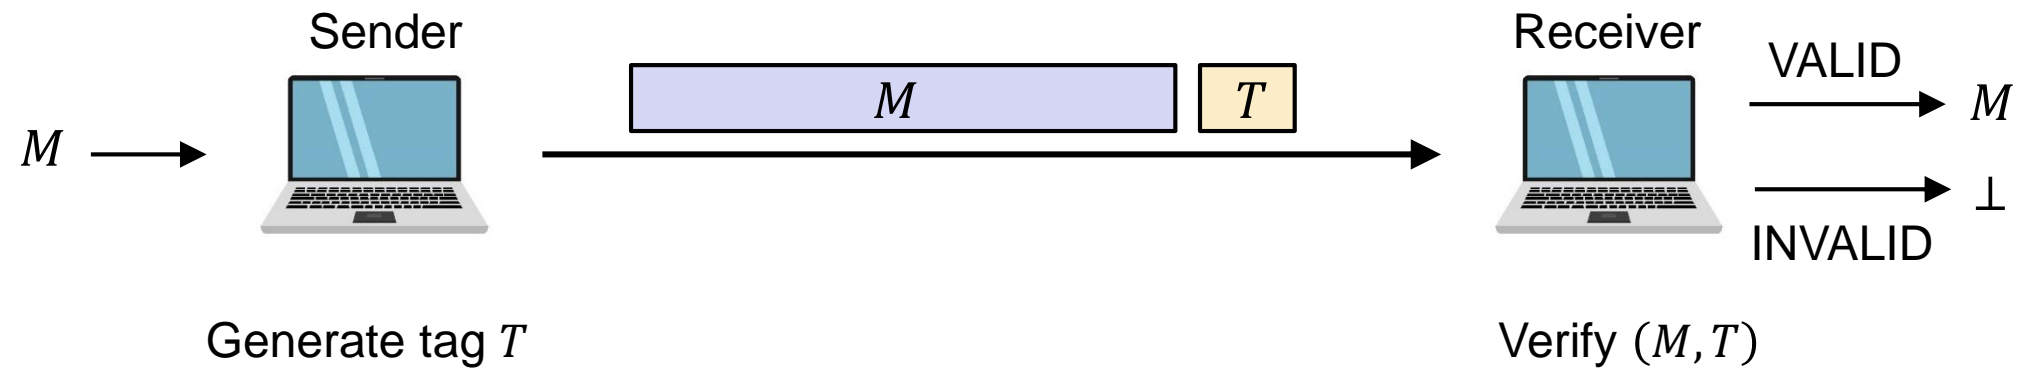 Sender
Receiver
VALID
M
T
M
M
⊥
INVALID
Generate tag T
Verify (M, T)